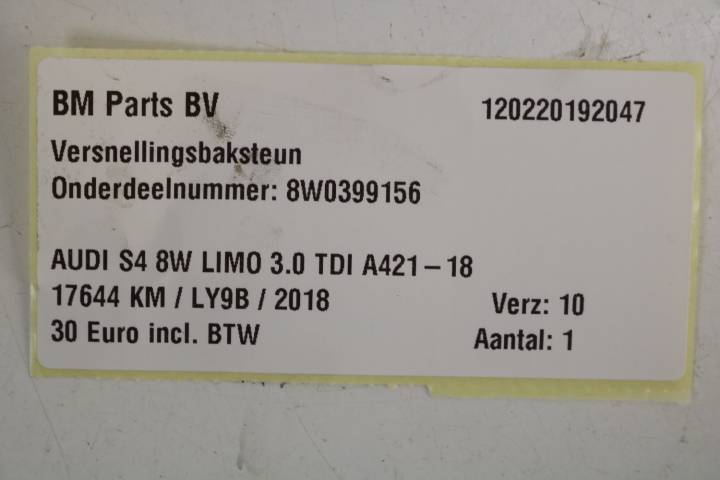 BM Parts BV 120220192047
Versnellingsbaksteun
Onderdeelnummer: 8W0399156
AUDI S4 8W LIMO 3.0 TDI A421-18
17644 KM / LY9B / 2018 Verz: 10
30 Euro incl. BTW Aantal: 1